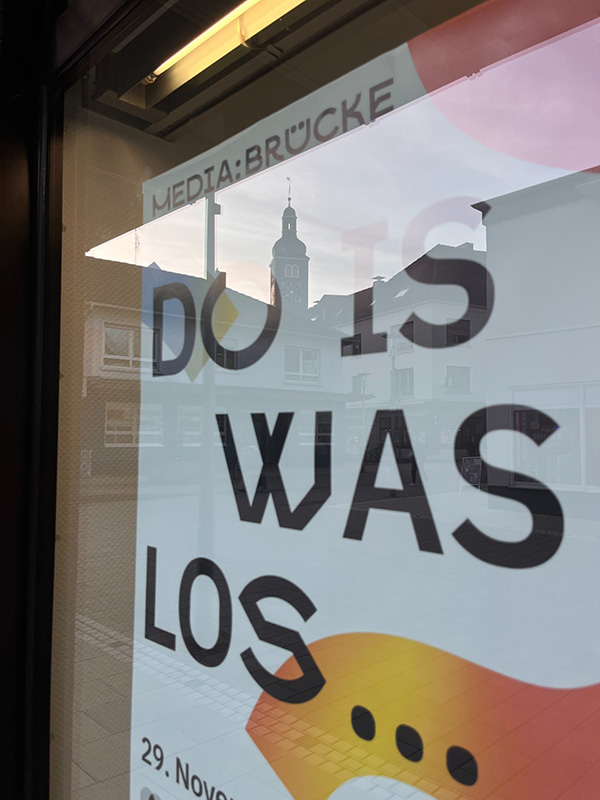 MEDIA:BRÜCKE
DO IS
WAS
LOS
...
29. Nove